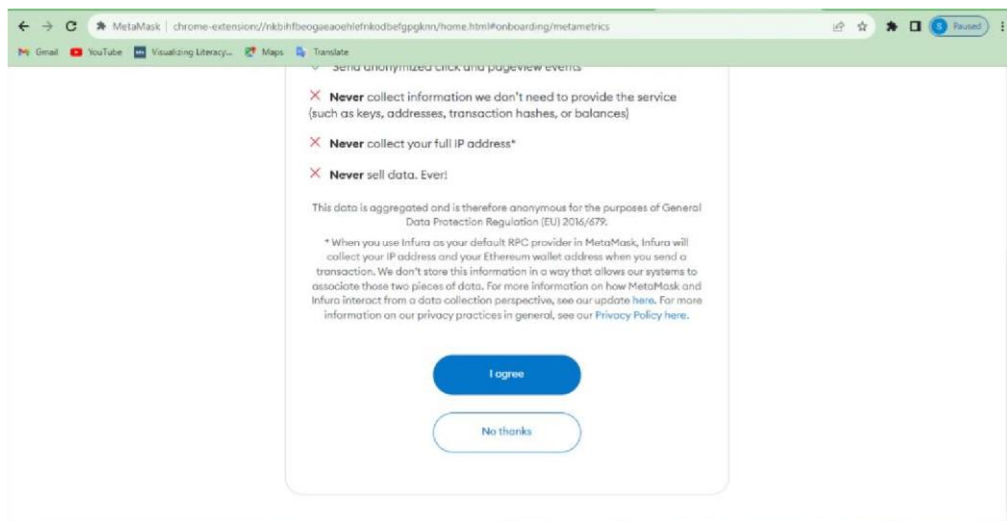 MetaMask | chrome-extension://nkbihfbeogaeaoehlefnkodbefgpgknn/home.html#onboarding/metametrics
S Paused
Gmail YouTube Visualizing Literacy... Maps Translate
Send anonymized click and pageview events
Never collect information we don't need to provide the service
(such as keys, addresses, transaction hashes, or balances)
Never collect your full IP address*
Never sell data. Ever!
This data is aggregated and is therefore anonymous for the purposes of General
Data Protection Regulation (EU) 2016/679.
* When you use Infura as your default RPC provider in MetaMask, Infura will
collect your IP address and your Ethereum wallet address when you send a
transaction. We don't store this information in a way that allows our systems to
associate those two pieces of data. For more information on how MetaMask and
Infura interact from a data collection perspective, see our update here. For more
information on our privacy practices in general, see our Privacy Policy here.
I agree
No thanks